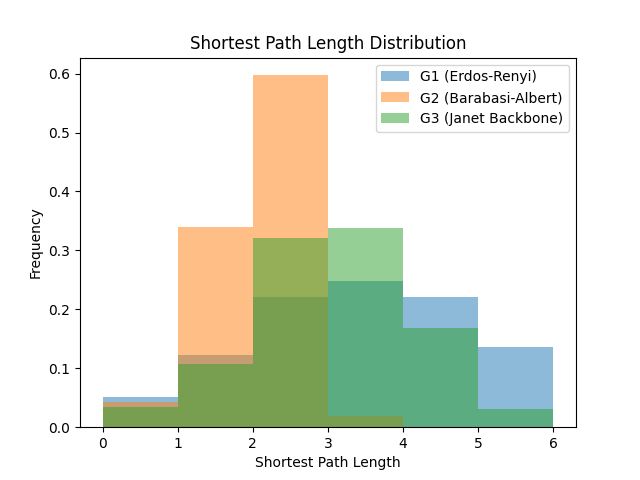 Shortest Path Length Distribution
G1 (Erdos-Renyi)
G2 (Barabasi-Albert)
G3 (Janet Backbone)
Frequency
0.6
0.5
0.4
0.3
0.2
0.1
0.0
0 1 2 3 4 5 6
Shortest Path Length